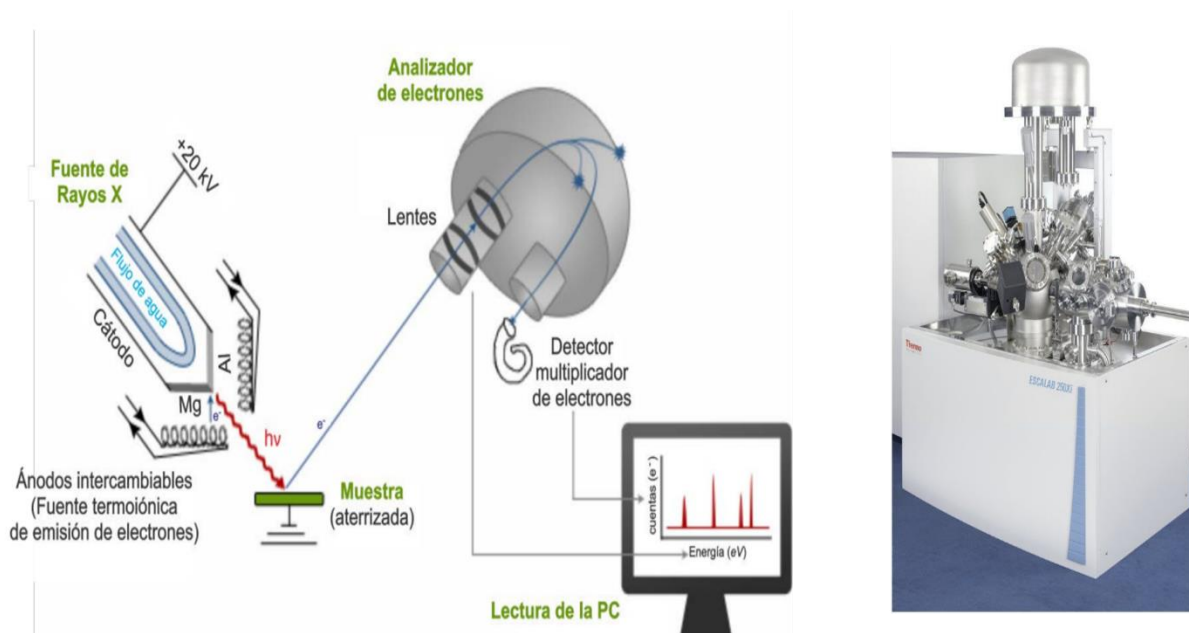 Analizador
de electrones
Fuente de
Rayos X
+20 kV
Lentes
Flujo de agua
Cátodo
Al
Mg
e-
hν
e-
Detector
multiplicador
de electrones
Ánodos intercambiables
(Fuente termoiónica
de emisión de electrones)
Muestra
(aterrizada)
cuentas (e-)
Energía (eV)
Lectura de la PC
Thermo
ESCALAB 250Xi